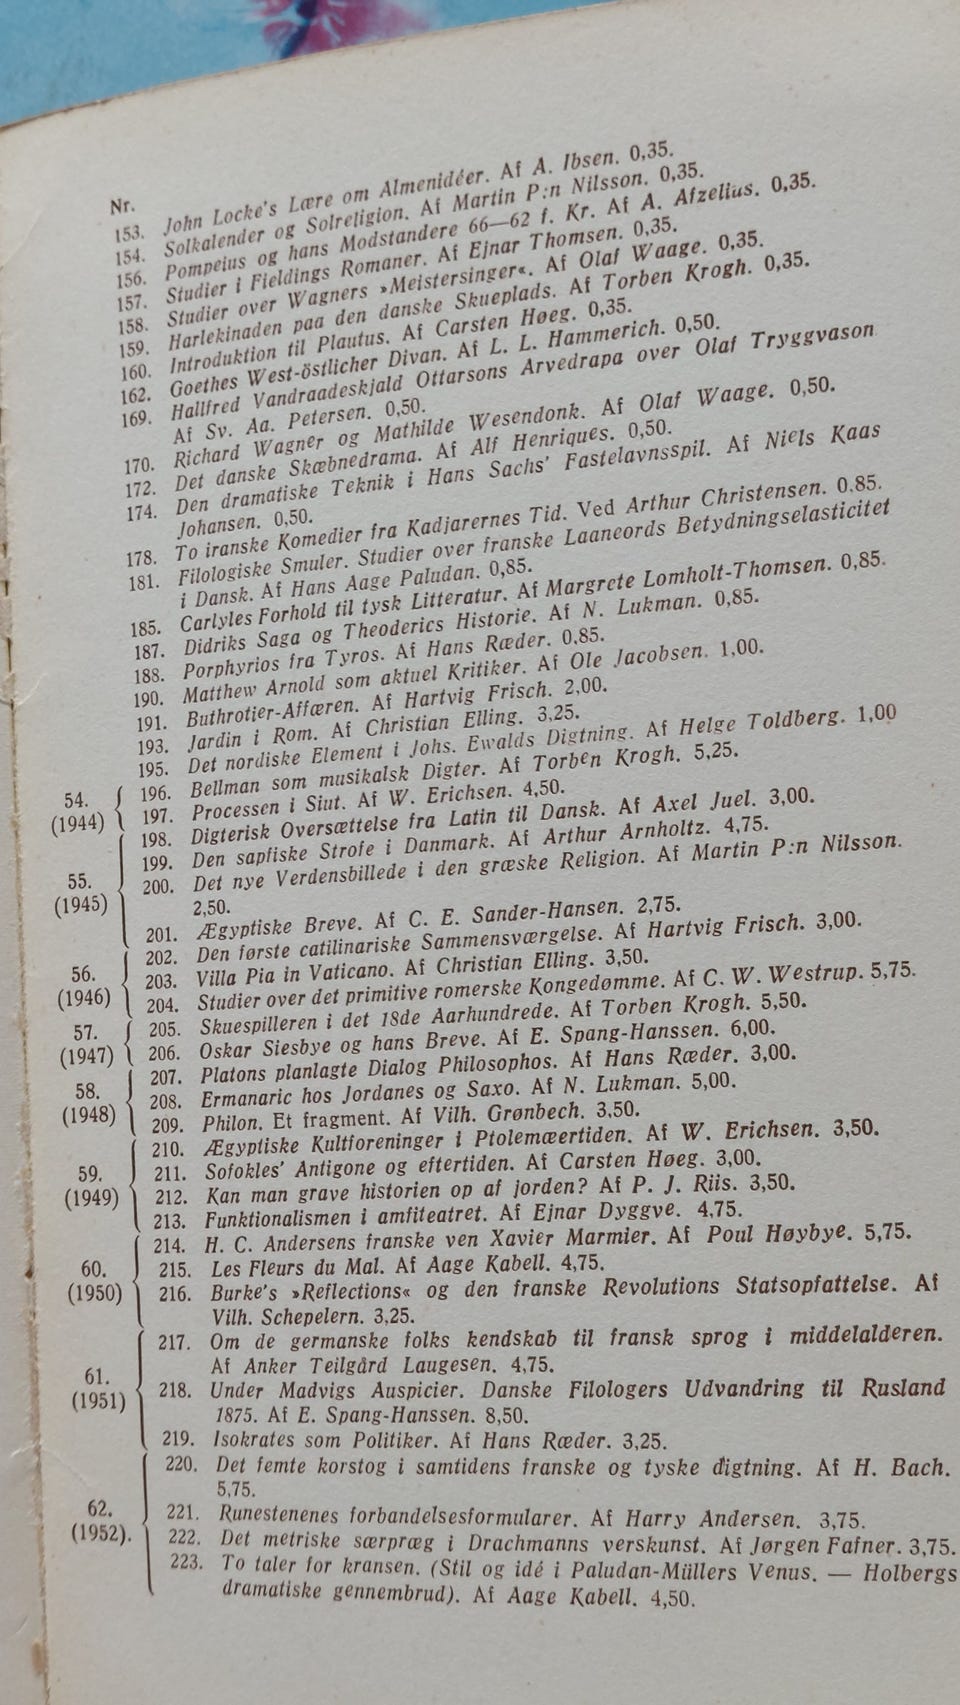 Nr.
153. John Locke's Lære om Almenidéer. Af A. Ibsen. 0,35.
154. Solkalender og Solreligion. Af Martin P:n Nilsson. 0,35.
156. Pompeius og hans Modstandere 66—62 f. Kr. Af A. Afzelius. 0,35.
157. Studier i Fieldings Romaner. Af Ejnar Thomsen. 0,35.
158. Studier over Wagners »Meistersinger«. Af Olaf Waage. 0,35.
159. Harlekinaden paa den danske Skueplads. Af Torben Krogh. 0,35.
160. Introduktion til Plautus. Af Carsten Høeg. 0,35.
162. Goethes West-östlicher Divan. Af L. L. Hammerich. 0,50.
169. Hallfred Vandraadeskjald Ottarsons Arvedrapa over Olaf Tryggvason
Af Sv. Aa. Petersen. 0,50.
170. Richard Wagner og Mathilde Wesendonk. Af Olaf Waage. 0,50.
172. Det danske Skæbnedrama. Af Alf Henriques. 0,50.
174. Den dramatiske Teknik i Hans Sachs' Fastelavnsspil. Af Niels Kaas
Johansen. 0,50.
178. To iranske Komedier fra Kadjarernes Tid. Ved Arthur Christensen. 0.85.
181. Filologiske Smuler. Studier over franske Laaneords Betydningselasticitet
i Dansk. Af Hans Aage Paludan. 0,85.
185. Carlyles Forhold til tysk Litteratur. Af Margrete Lomholt-Thomsen. 0,85.
187. Didriks Saga og Theoderics Historie. Af N. Lukman. 0,85.
188. Porphyrios fra Tyros. Af Hans Ræder. 0,85.
190. Matthew Arnold som aktuel Kritiker. Af Ole Jacobsen. 1,00.
191. Buthrotier-Affæren. Af Hartvig Frisch. 2,00.
193. Jardin i Rom. Af Christian Elling. 3,25.
195. Det nordiske Element i Johs. Ewalds Digtning. Af Helge Toldberg. 1,00
54. 196. Bellman som musikalsk Digter. Af Torben Krogh. 5,25.
(1944) 197. Processen i Siut. Af W. Erichsen. 4,50.
198. Digterisk Oversættelse fra Latin til Dansk. Af Axel Juel. 3,00.
199. Den sapfiske Strofe i Danmark. Af Arthur Arnholtz. 4,75.
55. 200. Det nye Verdensbillede i den græske Religion. Af Martin P:n Nilsson.
(1945) 2,50.
201. Ægyptiske Breve. Af C. E. Sander-Hansen. 2,75.
202. Den første catilinariske Sammensværgelse. Af Hartvig Frisch. 3,00.
56. 203. Villa Pia in Vaticano. Af Christian Elling. 3,50.
(1946) 204. Studier over det primitive romerske Kongedømme. Af C. W. Westrup. 5,75.
57. 205. Skuespilleren i det 18de Aarhundrede. Af Torben Krogh. 5,50.
(1947) 206. Oskar Siesbye og hans Breve. Af E. Spang-Hanssen. 6,00.
207. Platons planlagte Dialog Philosophos. Af Hans Ræder. 3,00.
58. 208. Ermanaric hos Jordanes og Saxo. Af N. Lukman. 5,00.
(1948) 209. Philon. Et fragment. Af Vilh. Grønbech. 3,50.
210. Ægyptiske Kultforeninger i Ptolemæertiden. Af W. Erichsen. 3,50.
59. 211. Sofokles' Antigone og eftertiden. Af Carsten Høeg. 3,00.
(1949) 212. Kan man grave historien op af jorden? Af P. J. Riis. 3,50.
213. Funktionalismen i amfiteatret. Af Ejnar Dyggve. 4,75.
214. H. C. Andersens franske ven Xavier Marmier. Af Poul Høybye. 5,75.
60. 215. Les Fleurs du Mal. Af Aage Kabell. 4,75.
(1950) 216. Burke's »Reflections« og den franske Revolutions Statsopfattelse. Af
Vilh. Schepelern. 3,25.
217. Om de germanske folks kendskab til fransk sprog i middelalderen.
Af Anker Teilgård Laugesen. 4,75.
61. 218. Under Madvigs Auspicier. Danske Filologers Udvandring til Rusland
(1951) 1875. Af E. Spang-Hanssen. 8,50.
219. Isokrates som Politiker. Af Hans Ræder. 3,25.
220. Det femte korstog i samtidens franske og tyske digtning. Af H. Bach.
5,75.
62. 221. Runestenenes forbandelsesformularer. Af Harry Andersen. 3,75.
(1952). 222. Det metriske særpræg i Drachmanns verskunst. Af Jørgen Fafner. 3,75.
223. To taler for kransen. (Stil og idé i Paludan-Müllers Venus. — Holbergs
dramatiske gennembrud). Af Aage Kabell. 4,50.